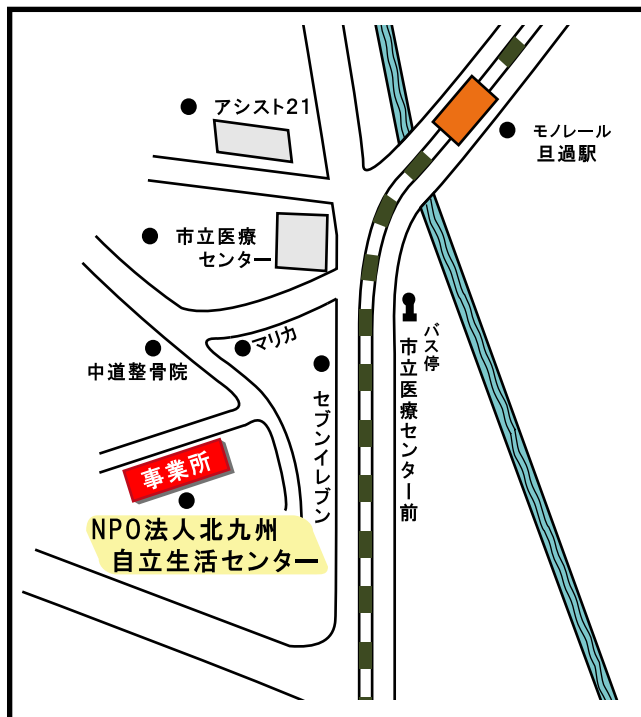 アシスト21
モノレール
旦過駅
市立医療
センター
バス停
市立医療センター前
マリカ
中道整骨院
セブンイレブン
事業所
NPO法人北九州
自立生活センター